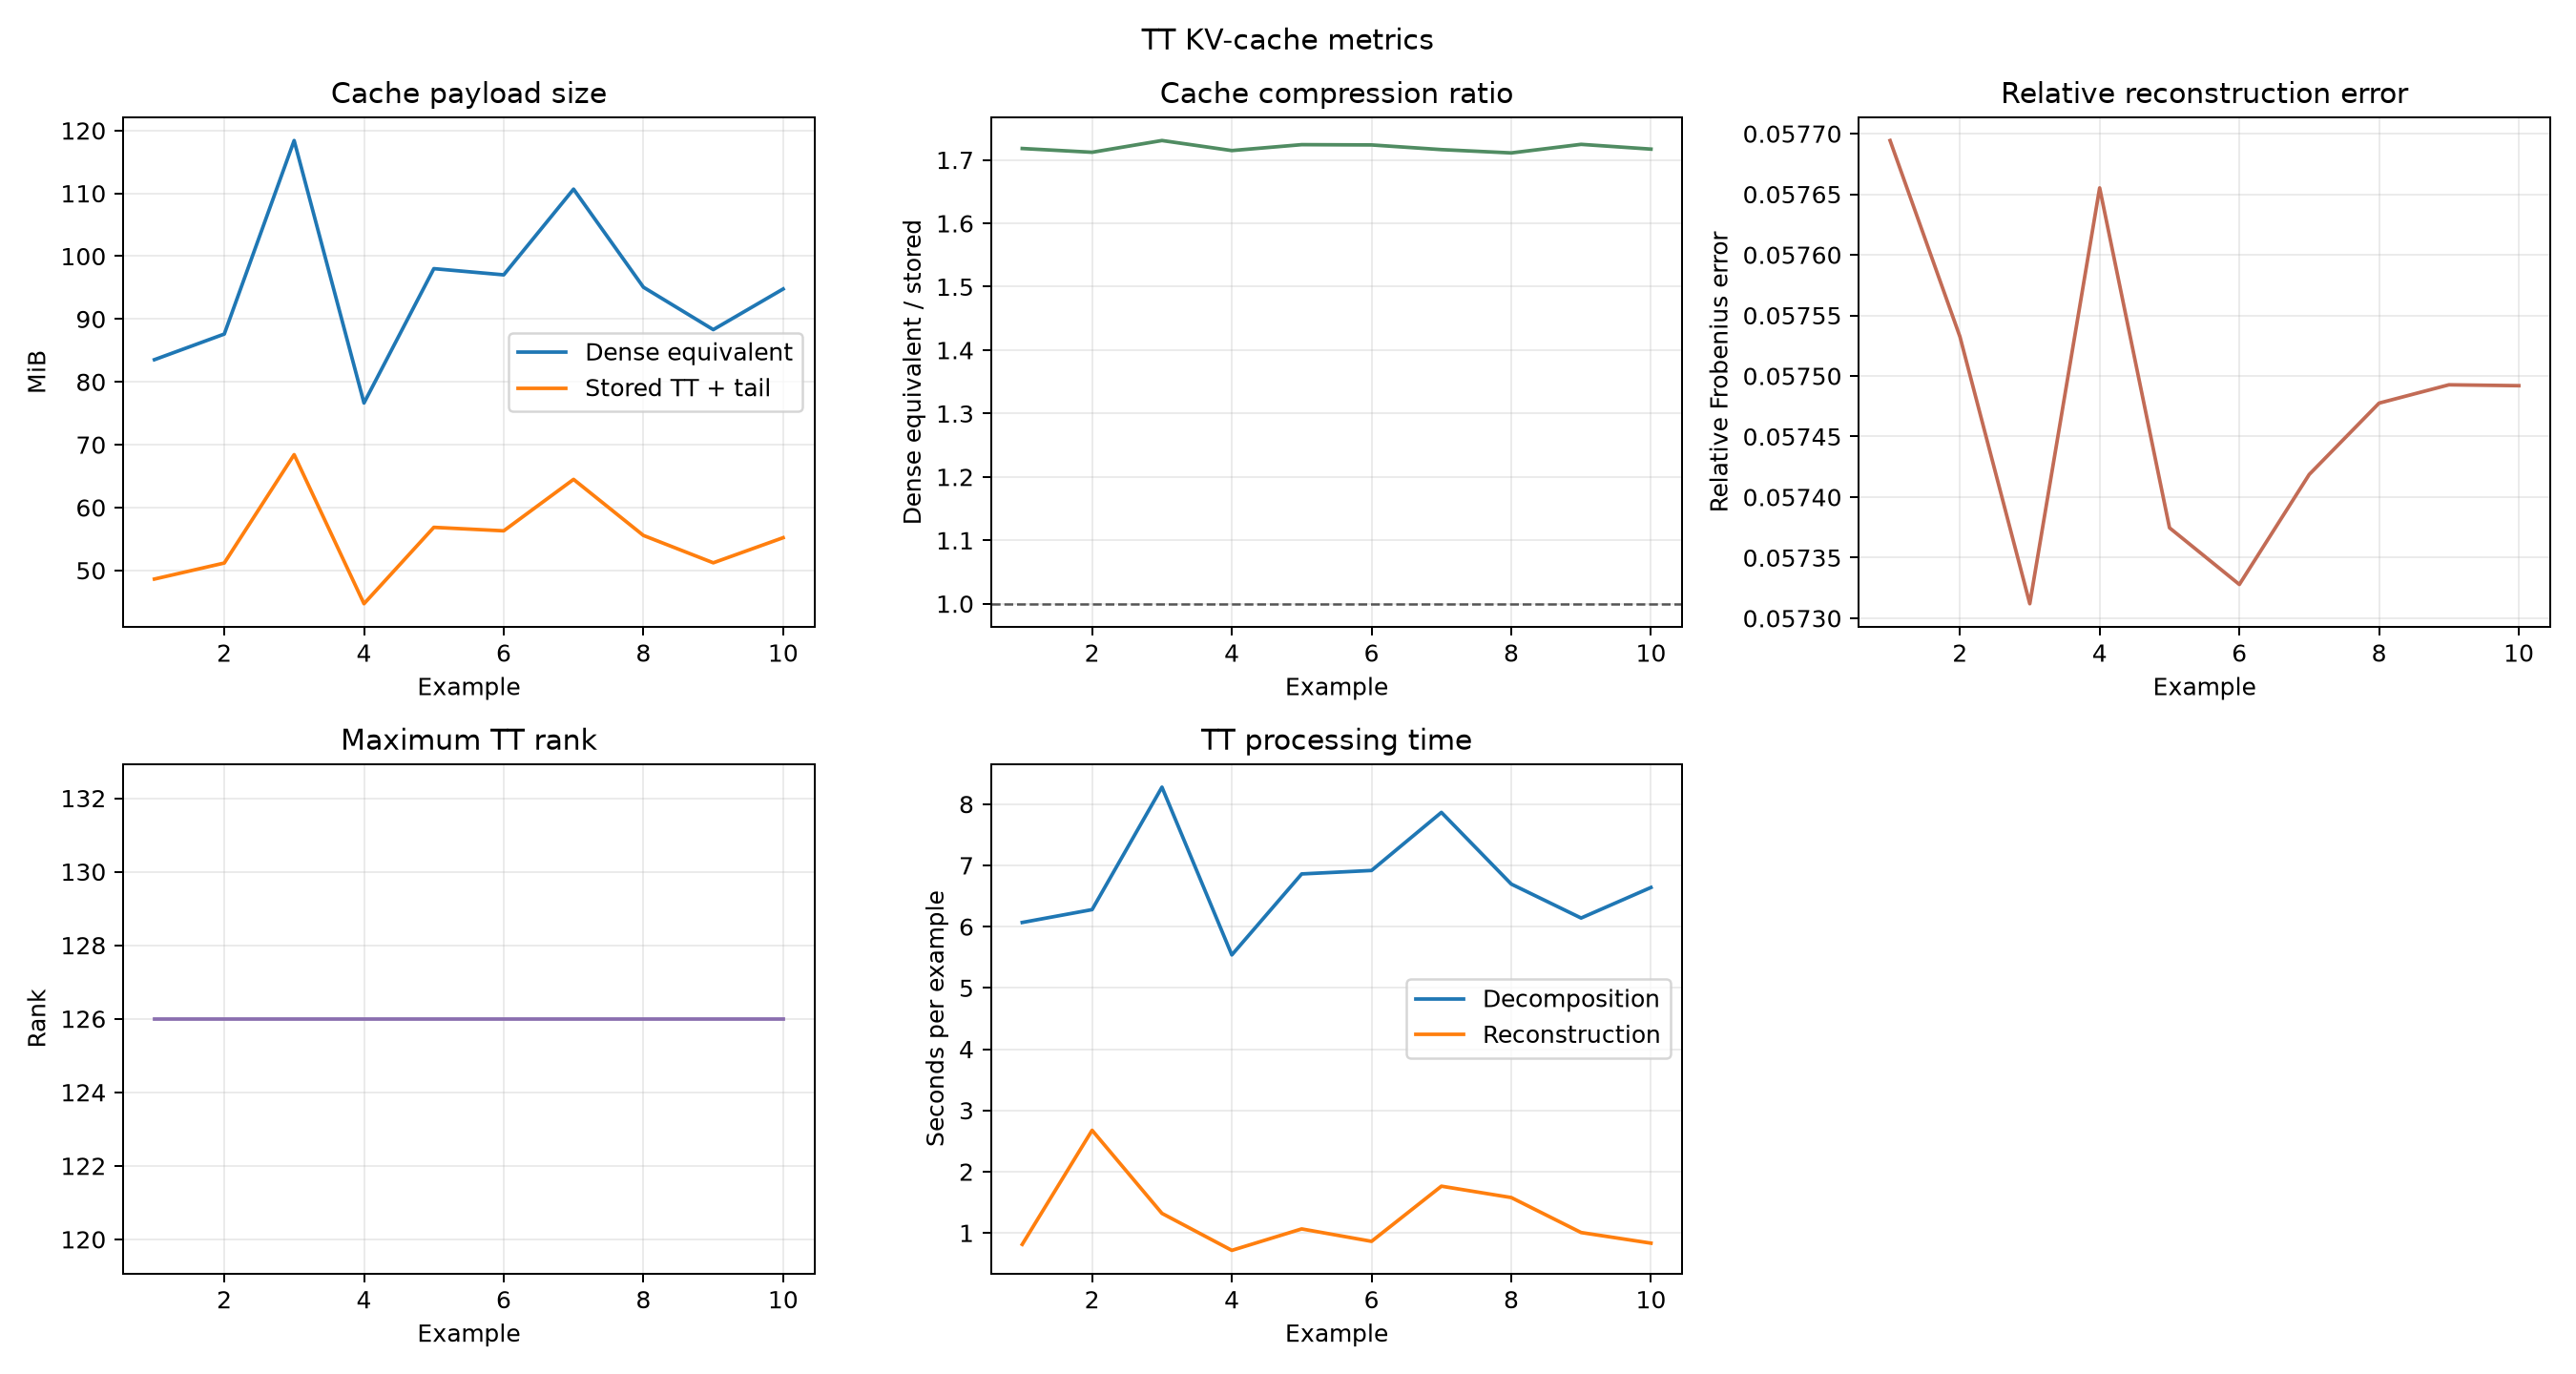 TT KV-cache metrics
Cache payload size
120
110
100
90
80
70
60
50
MiB
Dense equivalent
Stored TT + tail
2 4 6 8 10
Example
Cache compression ratio
1.7
1.6
1.5
1.4
1.3
1.2
1.1
1.0
Dense equivalent / stored
2 4 6 8 10
Example
Relative reconstruction error
0.05770
0.05765
0.05760
0.05755
0.05750
0.05745
0.05740
0.05735
0.05730
Relative Frobenius error
2 4 6 8 10
Example
Maximum TT rank
132
130
128
126
124
122
120
Rank
2 4 6 8 10
Example
TT processing time
8
7
6
5
4
3
2
1
Seconds per example
Decomposition
Reconstruction
2 4 6 8 10
Example